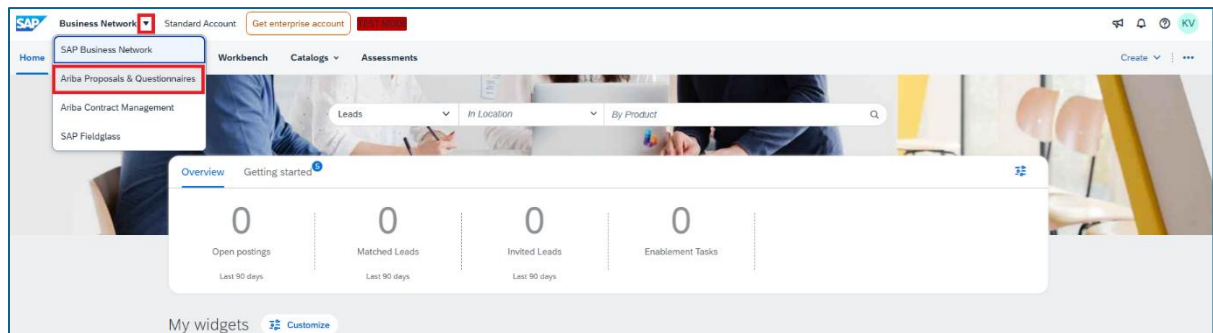 SAP Business Network Standard Account Get enterprise account TEST MODE KV
Home Workbench Catalogs Assessments Create
SAP Business Network
Ariba Proposals & Questionnaires
Ariba Contract Management
SAP Fieldglass
Leads In Location By Product
Overview Getting started 5
0 0 0 0
Open postings Matched Leads Invited Leads Enablement Tasks
Last 90 days Last 90 days Last 90 days
My widgets Customize